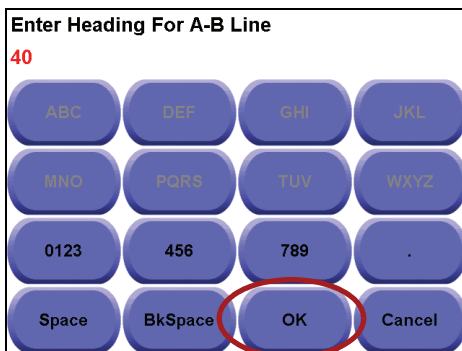 Enter Heading For A-B Line
40
ABC DEF GHI JKL
MNO PQRS TUV WXYZ
0123 456 789 .
Space BkSpace OK Cancel